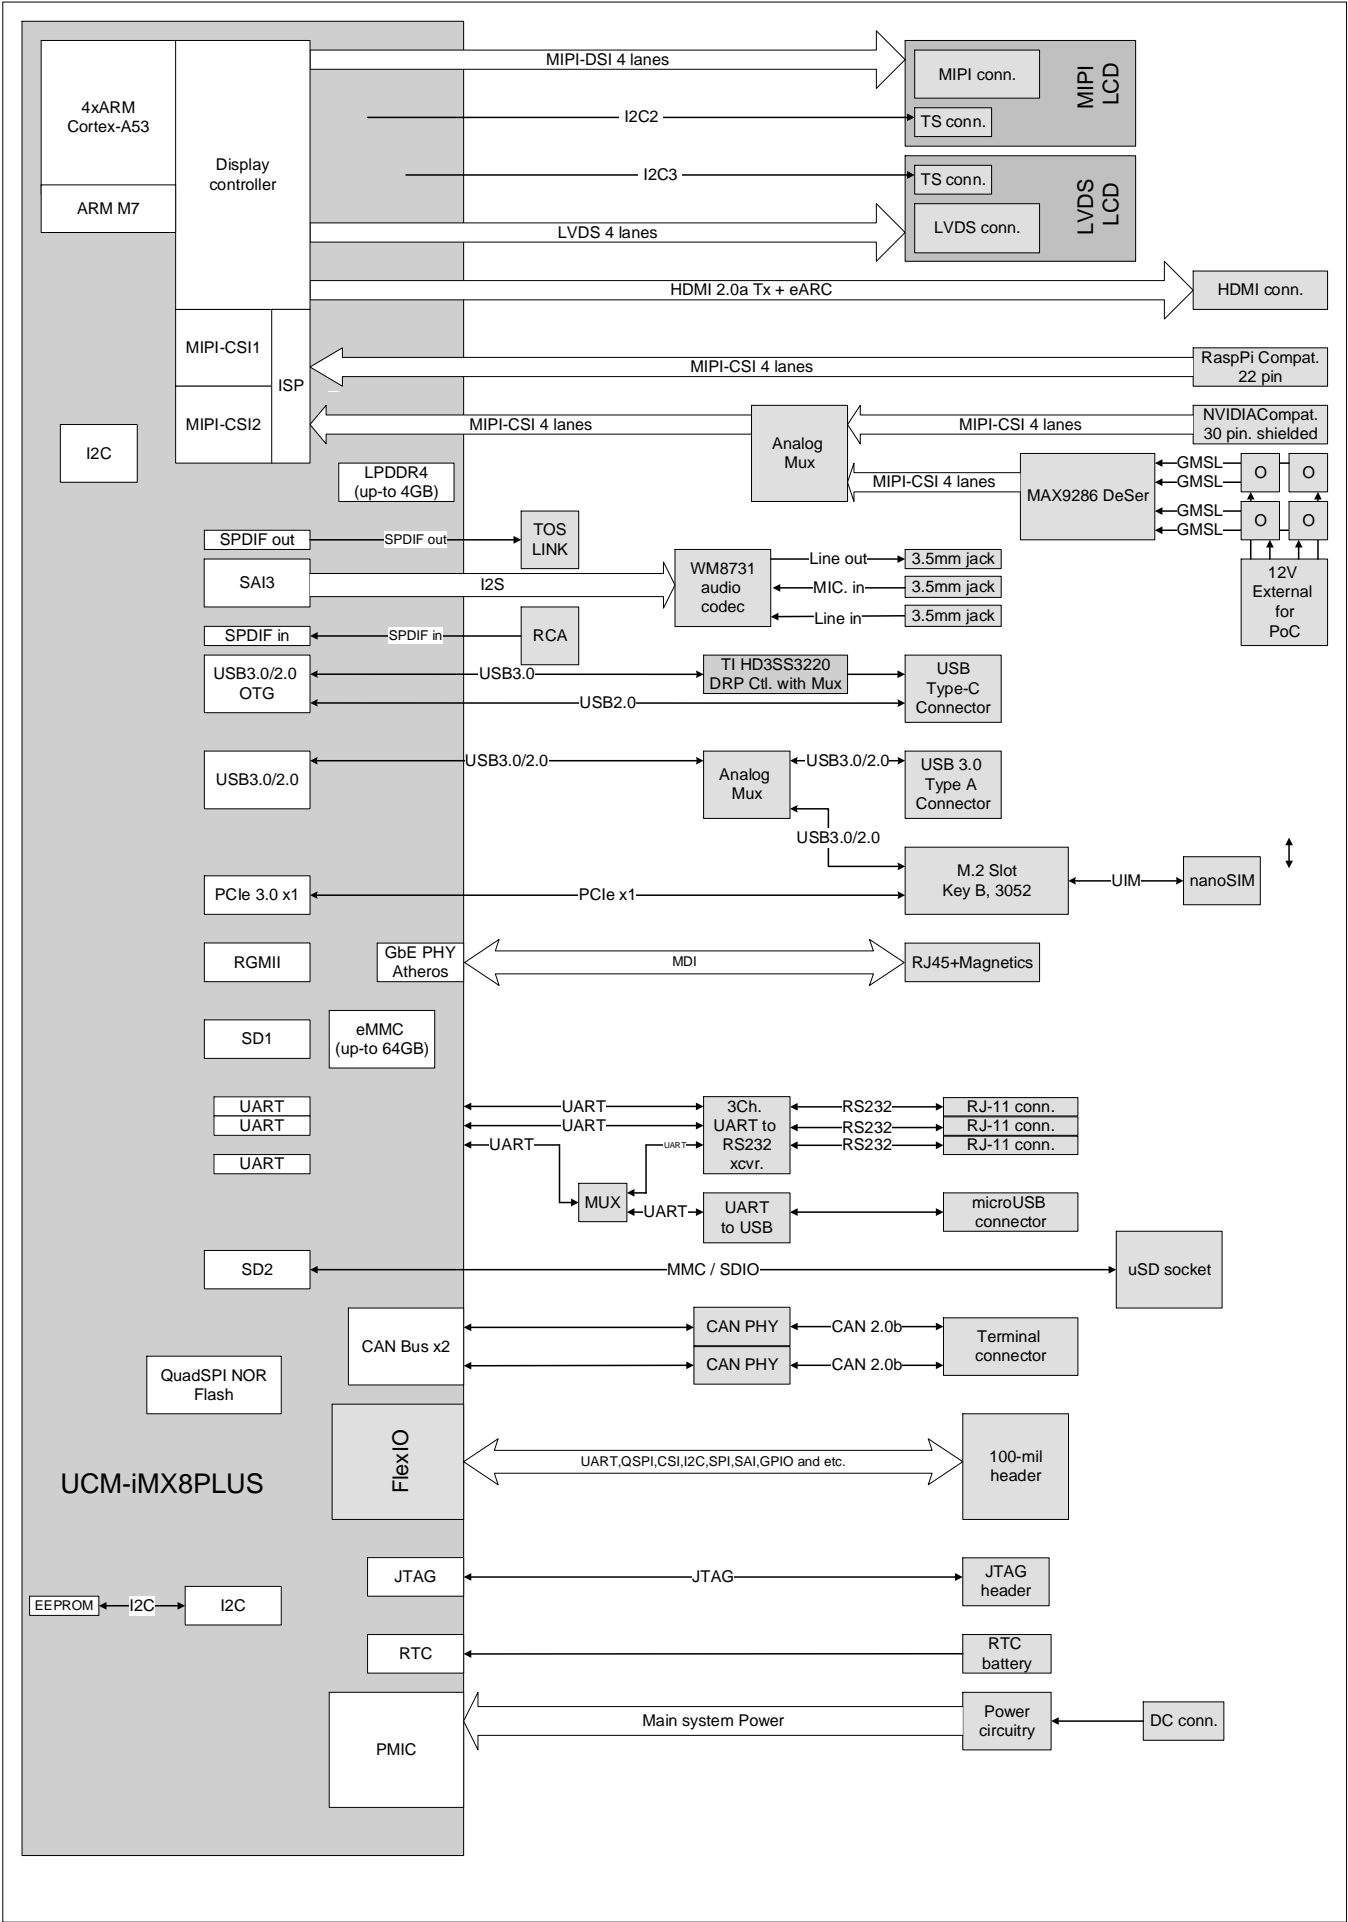 4xARM
Cortex-A53
ARM M7
Display
controller
MIPI-DSI 4 lanes
MIPI conn.
MIPI
LCD
I2C2
TS conn.
I2C3
TS conn.
LVDS
LCD
LVDS 4 lanes
LVDS conn.
HDMI 2.0a Tx + eARC
HDMI conn.
MIPI-CSI1
ISP
MIPI-CSI 4 lanes
RaspPi Compat.
22 pin
MIPI-CSI2
MIPI-CSI 4 lanes
Analog
Mux
MIPI-CSI 4 lanes
NVIDIACompat.
30 pin. shielded
I2C
LPDDR4
(up-to 4GB)
MIPI-CSI 4 lanes
MAX9286 DeSer
GMSL
GMSL
GMSL
GMSL
O
O
O
O
12V
External
for
PoC
SPDIF out
SPDIF out
TOS
LINK
SAI3
I2S
WM8731
audio
codec
Line out
3.5mm jack
MIC. in
3.5mm jack
Line in
3.5mm jack
SPDIF in
SPDIF in
RCA
USB3.0/2.0
OTG
USB3.0
TI HD3SS3220
DRP Ctl. with Mux
USB2.0
USB
Type-C
Connector
USB3.0/2.0
USB3.0/2.0
Analog
Mux
USB3.0/2.0
USB 3.0
Type A
Connector
USB3.0/2.0
M.2 Slot
Key B, 3052
UIM
nanoSIM
PCIe 3.0 x1
PCIe x1
RGMII
GbE PHY
Atheros
MDI
RJ45+Magnetics
SD1
eMMC
(up-to 64GB)
UART
UART
UART
UART
UART
UART
UART
3Ch.
UART to
RS232
xcvr.
RS232
RS232
RS232
RJ-11 conn.
RJ-11 conn.
RJ-11 conn.
MUX
UART
UART
to USB
microUSB
connector
SD2
MMC / SDIO
uSD socket
CAN Bus x2
CAN PHY
CAN 2.0b
CAN PHY
CAN 2.0b
Terminal
connector
QuadSPI NOR
Flash
FlexIO
UART,QSPI,CSI,I2C,SPI,SAI,GPIO and etc.
100-mil
header
UCM-iMX8PLUS
JTAG
JTAG
JTAG
header
EEPROM
I2C
I2C
RTC
RTC
battery
PMIC
Main system Power
Power
circuitry
DC conn.